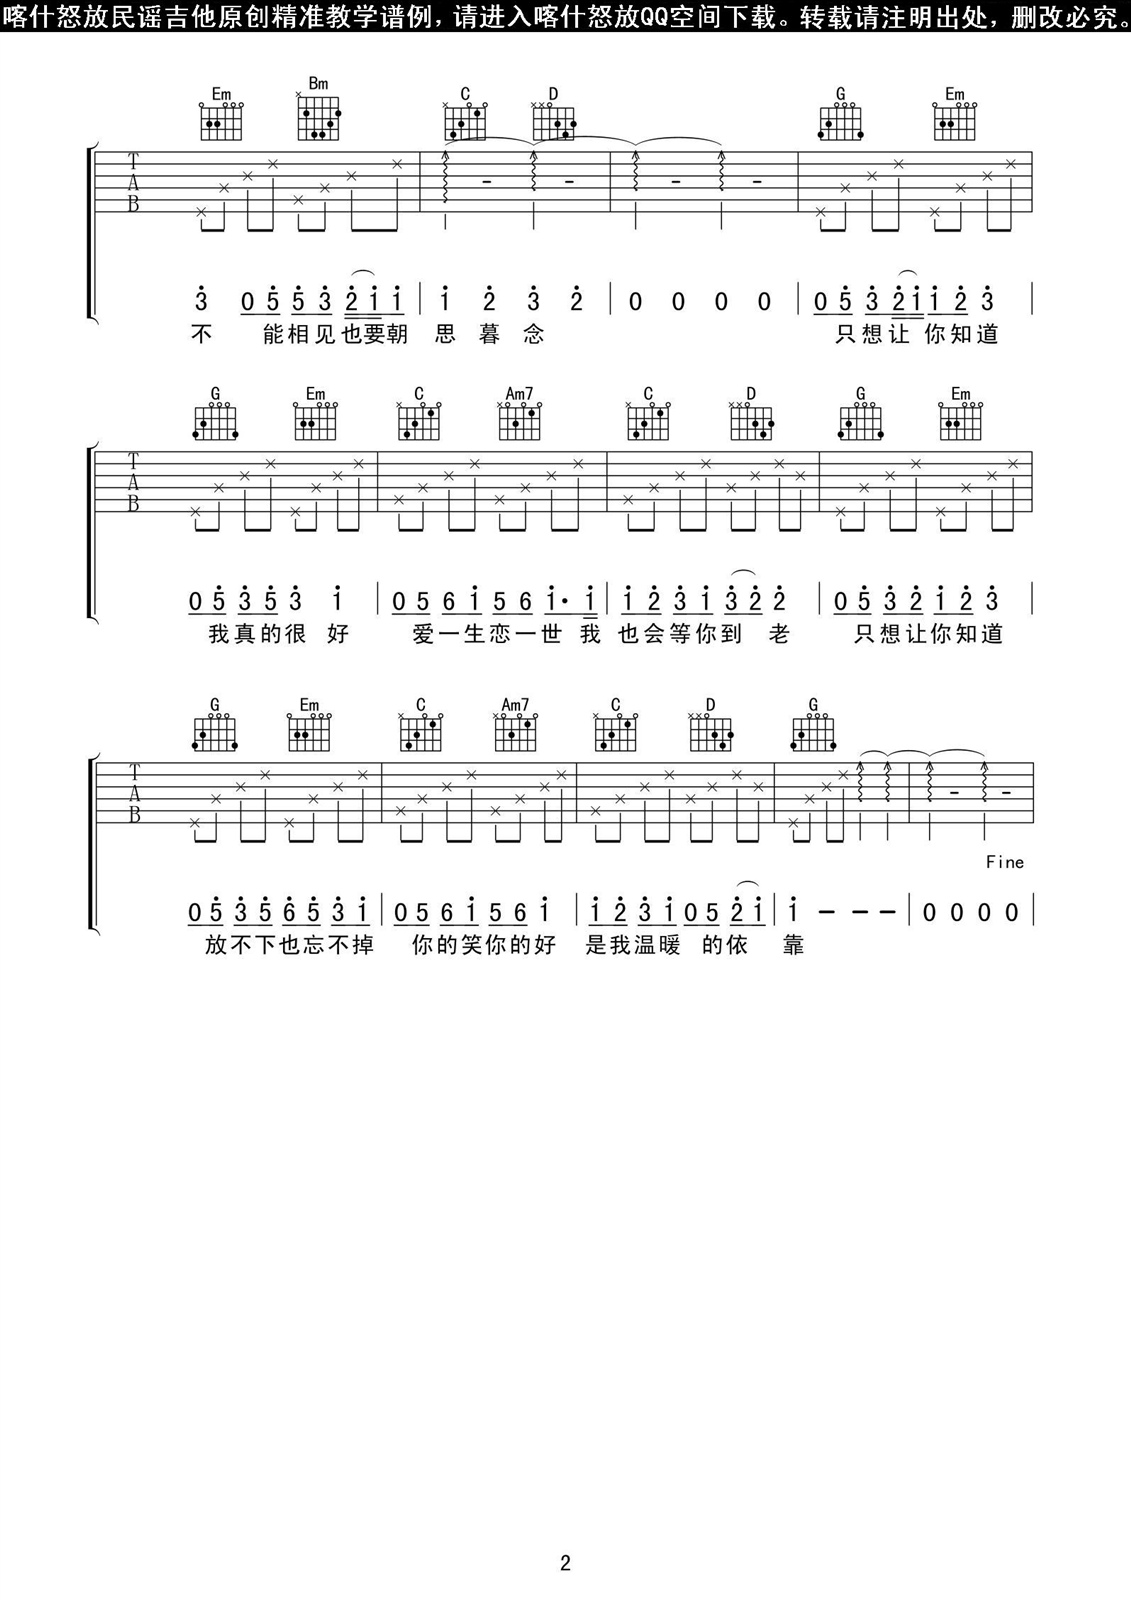 喀什怒放民谣吉他原创精准教学谱例，请进入喀什怒放QQ空间下载。转载请注明出处，删改必究。
Em Bm C D G Em
T
A
B
3 0 5 5 3 2 1 1 | 1 2 3 2 | 0 0 0 0 | 0 5 3 2 1 1 2 3 |
不 能相见也要朝 思 暮 念 只想让 你知道
G Em C Am7 C D G Em
T
A
B
0 5 3 5 3 1 | 0 5 6 1 5 6 1· 1 | 1 2 3 1 3 2 2 | 0 5 3 2 1 2 3 |
我真的很 好 爱一生恋一世 我 也会等你到 老 只想让你知道
G Em C Am7 C D G
T
A
B
Fine
0 5 3 5 6 5 3 1 | 0 5 6 1 5 6 1 | 1 2 3 1 0 5 2 1 | 1 - - - | 0 0 0 0 |
放不下也忘不掉 你的笑你的好 是我温暖 的依 靠
2